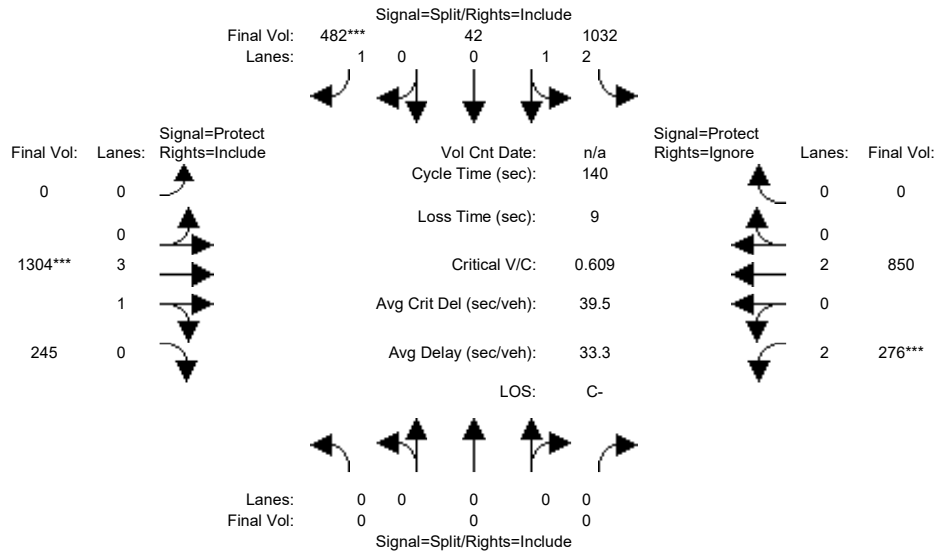 Signal=Split/Rights=Include
Final Vol: 482*** 42 1032
Lanes: 1 0 0 1 2
Signal=Protect Signal=Protect
Final Vol: Lanes: Rights=Include Vol Cnt Date: n/a Rights=Ignore Lanes: Final Vol:
Cycle Time (sec): 140
0 0 0 0
Loss Time (sec): 9
0 0
1304*** 3 Critical V/C: 0.609 2 850
1 Avg Crit Del (sec/veh): 39.5 0
245 0 Avg Delay (sec/veh): 33.3 2 276***
LOS: C-
Lanes: 0 0 0 0 0
Final Vol: 0 0 0
Signal=Split/Rights=Include